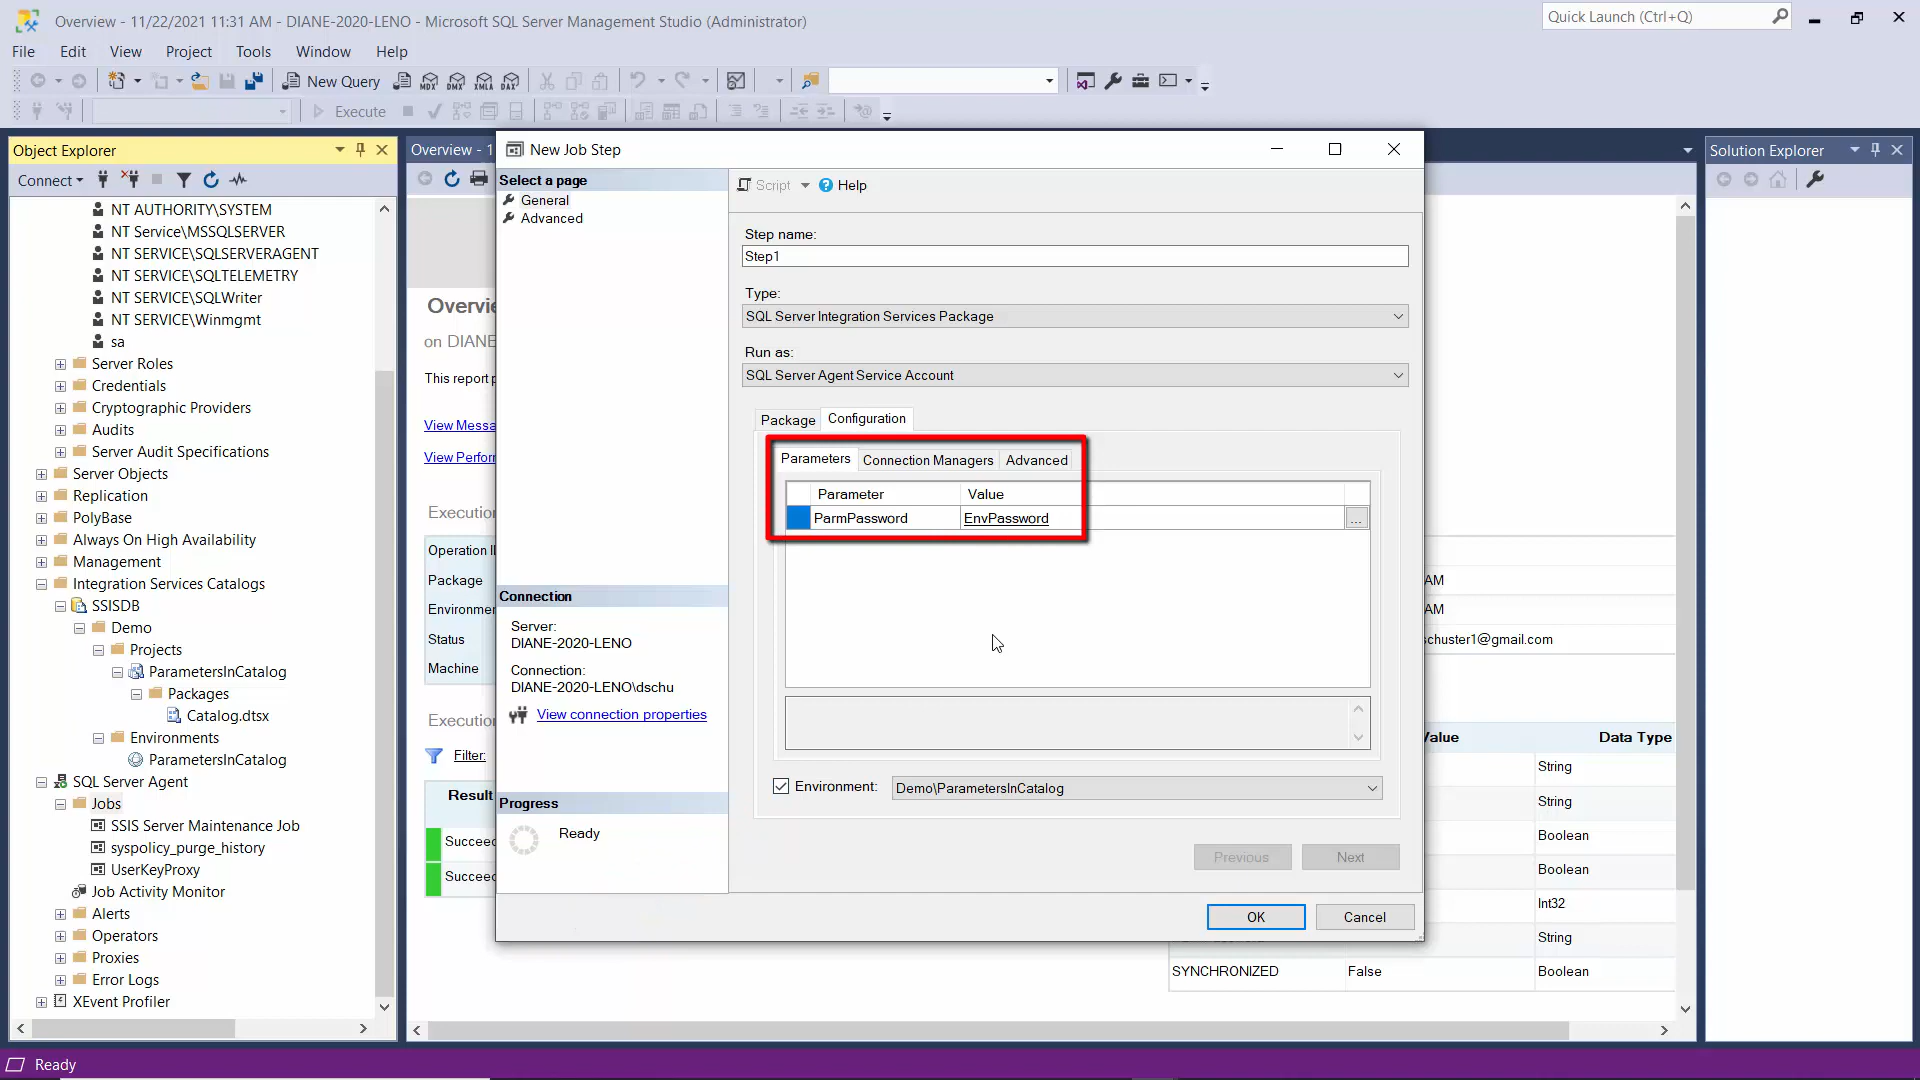 Overview - 11/22/2021 11:31 AM - DIANE-2020-LENO - Microsoft SQL Server Management Studio (Administrator)
Quick Launch (Ctrl+Q)
File Edit View Project Tools Window Help
New Query MDX DMX XMLA DAX
Execute
Object Explorer
Connect
NT AUTHORITY\SYSTEM
NT Service\MSSQLSERVER
NT SERVICE\SQLSERVERAGENT
NT SERVICE\SQLTELEMETRY
NT SERVICE\SQLWriter
NT SERVICE\Winmgmt
sa
Server Roles
Credentials
Cryptographic Providers
Audits
Server Audit Specifications
Server Objects
Replication
PolyBase
Always On High Availability
Management
Integration Services Catalogs
SSISDB
Demo
Projects
ParametersInCatalog
Packages
Catalog.dtsx
Environments
ParametersInCatalog
SQL Server Agent
Jobs
SSIS Server Maintenance Job
syspolicy_purge_history
UserKeyProxy
Job Activity Monitor
Alerts
Operators
Proxies
Error Logs
XEvent Profiler
Overview - 1
Overvie
on DIANE
This report p
View Messa
View Perfor
Execution
Operation I
Package
Environmen
Status
Machine
Execution
Filter:
Result
Succeed
Succeed
New Job Step
Select a page
General
Advanced
Connection
Server:
DIANE-2020-LENO
Connection:
DIANE-2020-LENO\dschu
View connection properties
Progress
Ready
Script Help
Step name:
Step1
Type:
SQL Server Integration Services Package
Run as:
SQL Server Agent Service Account
Package Configuration
Parameters Connection Managers Advanced
Parameter Value
ParmPassword EnvPassword ...
Environment: Demo\ParametersInCatalog
Previous Next
OK Cancel
AM
AM
schuster1@gmail.com
Value Data Type
String
String
Boolean
Boolean
Int32
String
SYNCHRONIZED False Boolean
Solution Explorer
Ready